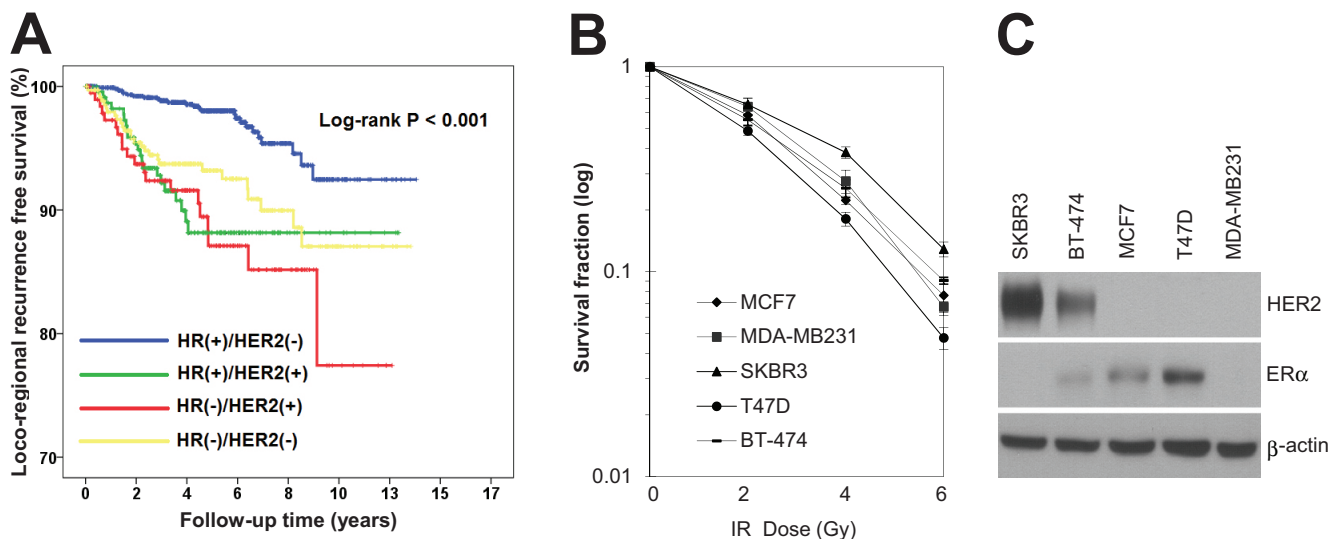 A
Loco-regional recurrence free survival (%)
100
90
80
70
Log-rank P < 0.001
HR(+)/HER2(-)
HR(+)/HER2(+)
HR(-)/HER2(+)
HR(-)/HER2(-)
0 2 4 6 8 10 13 15 17
Follow-up time (years)
B
Survival fraction (log)
1
0.1
0.01
MCF7
MDA-MB231
SKBR3
T47D
BT-474
0 2 4 6
IR Dose (Gy)
C
SKBR3
BT-474
MCF7
T47D
MDA-MB231
HER2
ERα
β-actin